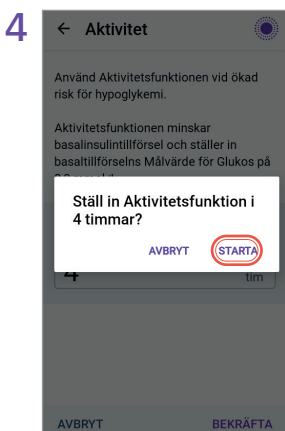 4
Aktivitet
Använd Aktivitetsfunktionen vid ökad
risk för hypoglykemi.
Aktivitetsfunktionen minskar
basalinsulintillförsel och ställer in
basaltillförselns Målvärde för Glukos på
Ställ in Aktivitetsfunktion i
4 timmar?
AVBRYT STARTA
4 tim
AVBRYT BEKRÄFTA